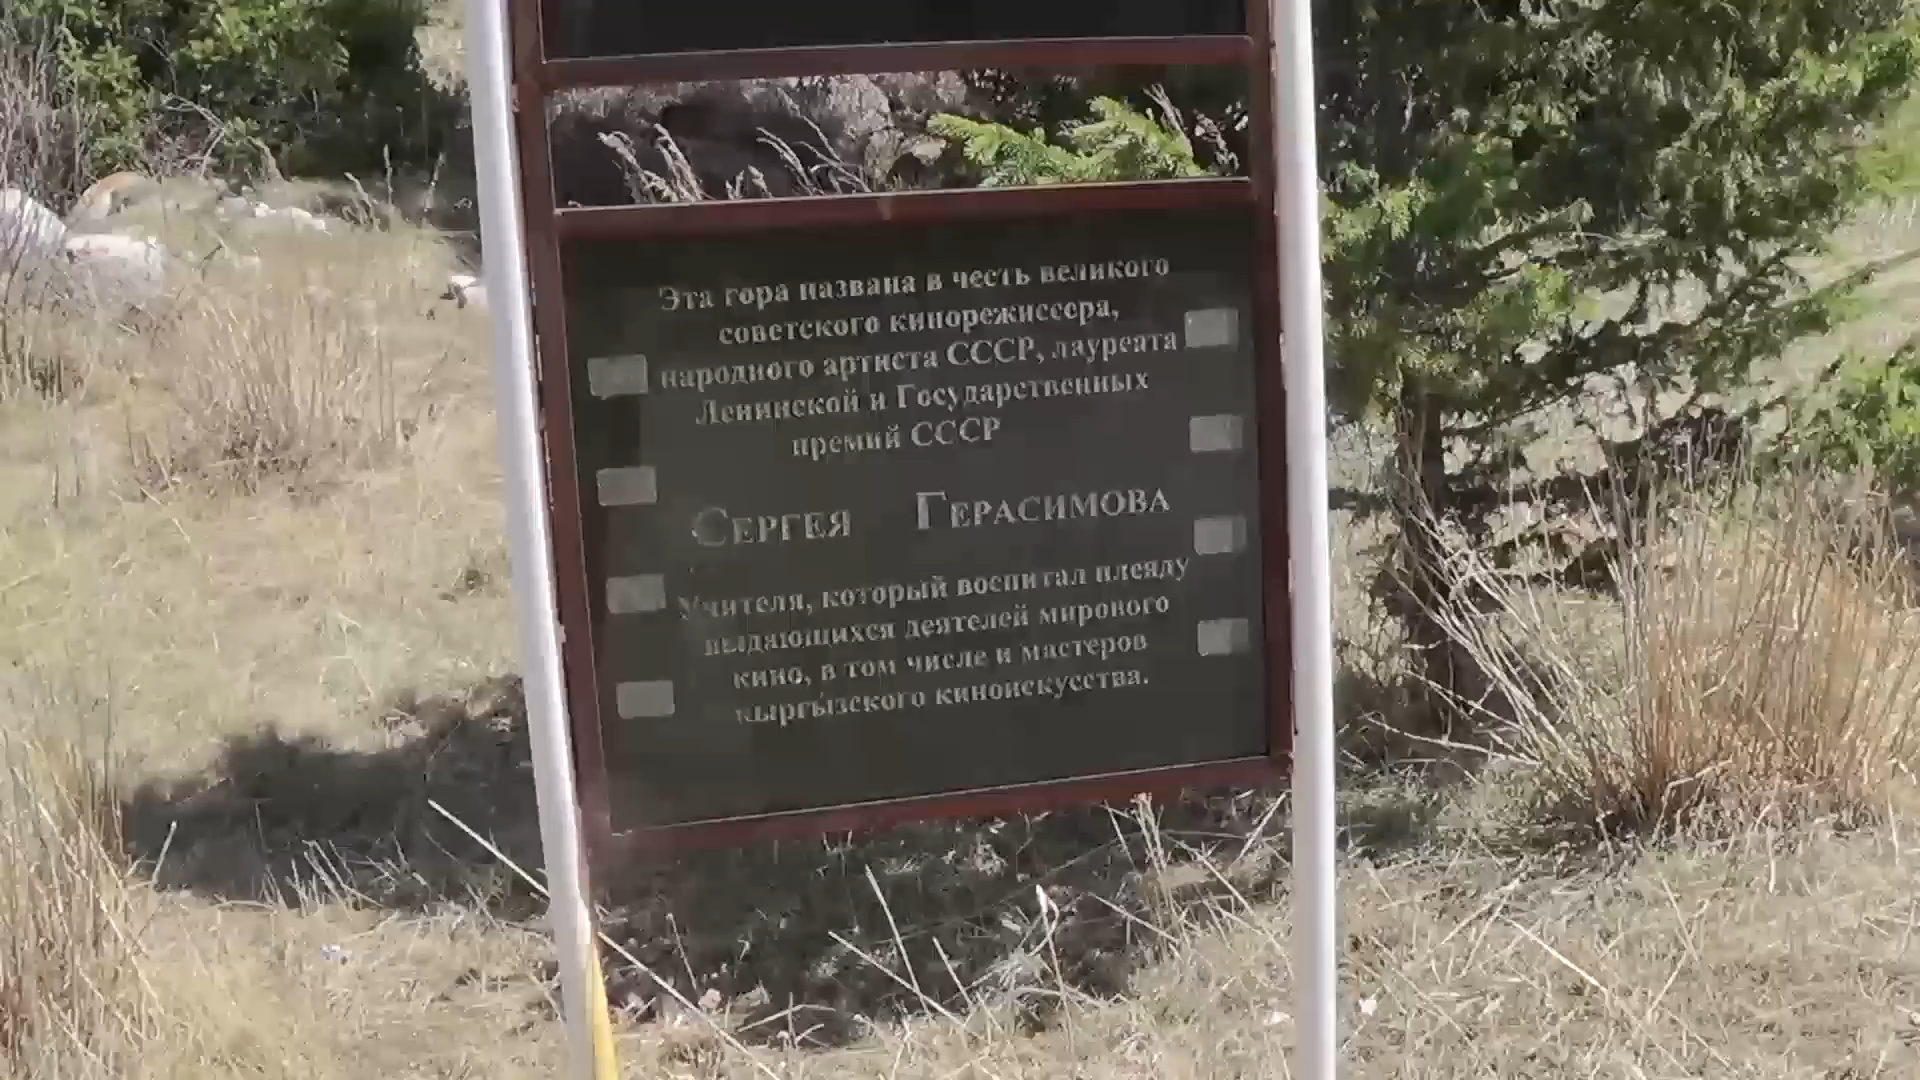 Эта гора названа в честь великого
советского кинорежиссера,
народного артиста СССР, лауреата
Ленинской и Государственных
премий СССР
СЕРГЕЯ ГЕРАСИМОВА
Учителя, который воспитал плеяду
выдающихся деятелей мирового
кино, в том числе и мастеров
кыргызского киноискусства.